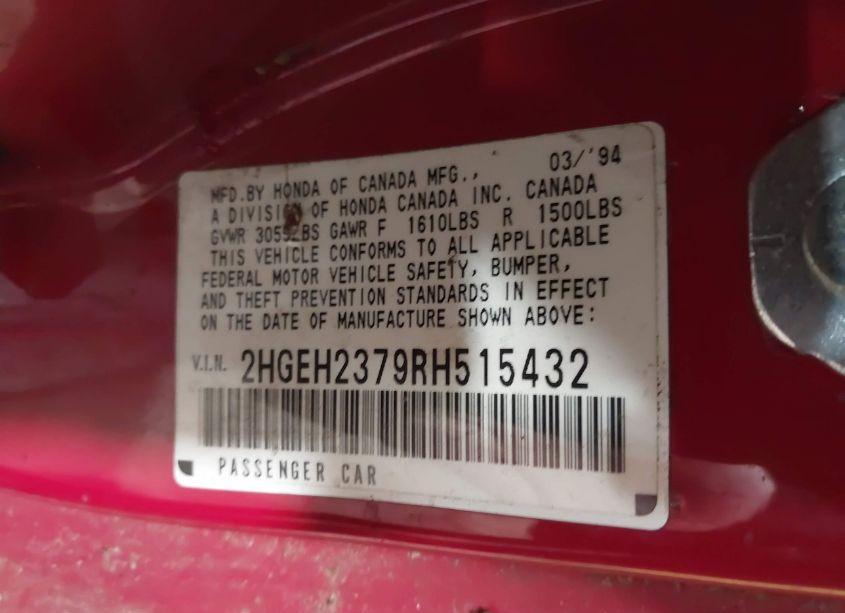 MFD. BY HONDA OF CANADA MFG., 03/'94
A DIVISION OF HONDA CANADA INC. CANADA
GVWR 3055LBS GAWR F 1610LBS R 1500LBS
THIS VEHICLE CONFORMS TO ALL APPLICABLE
FEDERAL MOTOR VEHICLE SAFETY, BUMPER,
AND THEFT PREVENTION STANDARDS IN EFFECT
ON THE DATE OF MANUFACTURE SHOWN ABOVE:
V.I.N. 2HGEH2379RH515432
PASSENGER CAR